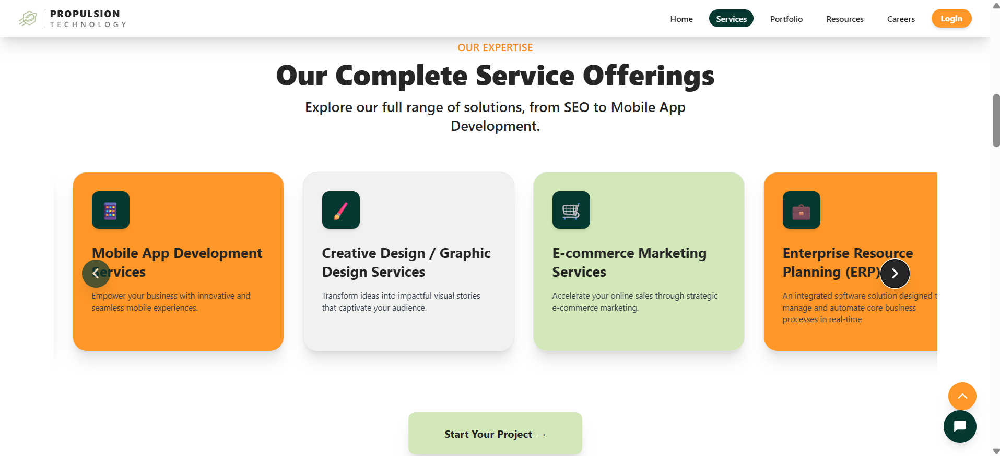 PROPULSION
TECHNOLOGY
Home
Services
Portfolio
Resources
Careers
Login
OUR EXPERTISE
Our Complete Service Offerings
Explore our full range of solutions, from SEO to Mobile App
Development.
Mobile App Development
Services
Empower your business with innovative and
seamless mobile experiences.
Creative Design / Graphic
Design Services
Transform ideas into impactful visual stories
that captivate your audience.
E-commerce Marketing
Services
Accelerate your online sales through strategic
e-commerce marketing.
Enterprise Resource
Planning (ERP)
An integrated software solution designed t
manage and automate core business
processes in real-time
Start Your Project →